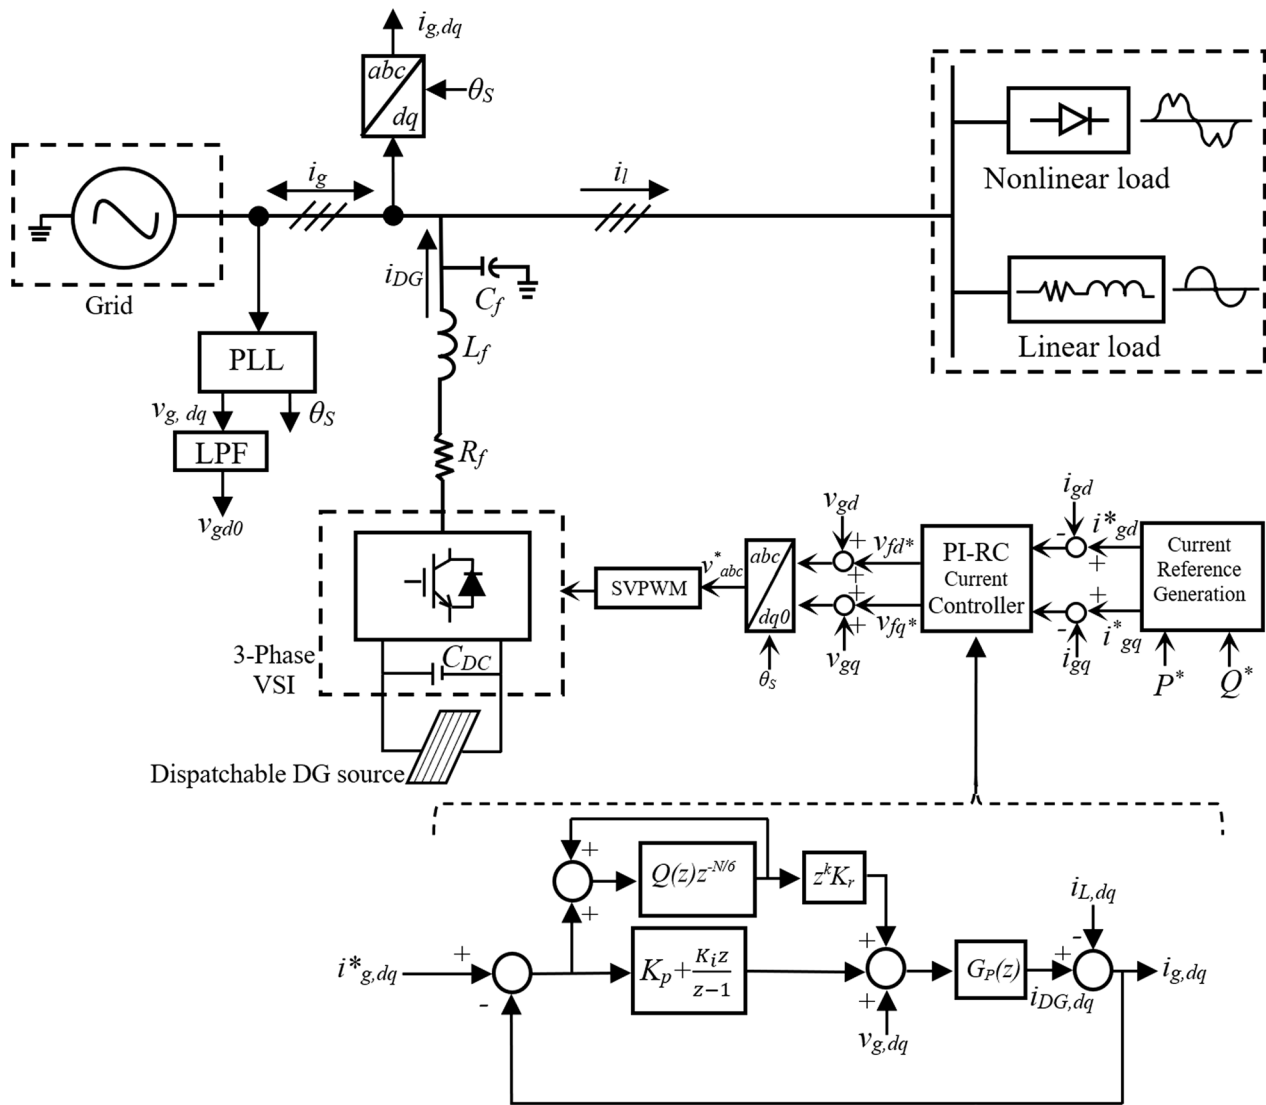 i_g,dq
abc
dq
θ_S
i_g
i_l
Nonlinear load
Grid
i_DG
C_f
Linear load
L_f
PLL
v_g, dq
θ_S
R_f
LPF
v_gd0
i_gd
v_gd
i*_gd
+
-
+
v_fd*
PI-RC
Current
Controller
Current
Reference
Generation
v*_abc
abc
dq0
SVPWM
+
+
+
v_fq*
+
-
i*_gq
v_gq
i_gq
θ_s
P*
Q*
3-Phase
VSI
C_DC
Dispatchable DG source
+
Q(z)z^-N/6
z^kK_r
+
i_L,dq
-
i*_g,dq
+
-
K_p+K_iz/z-1
+
+
G_P(z)
+
i_DG,dq
i_g,dq
v_g,dq